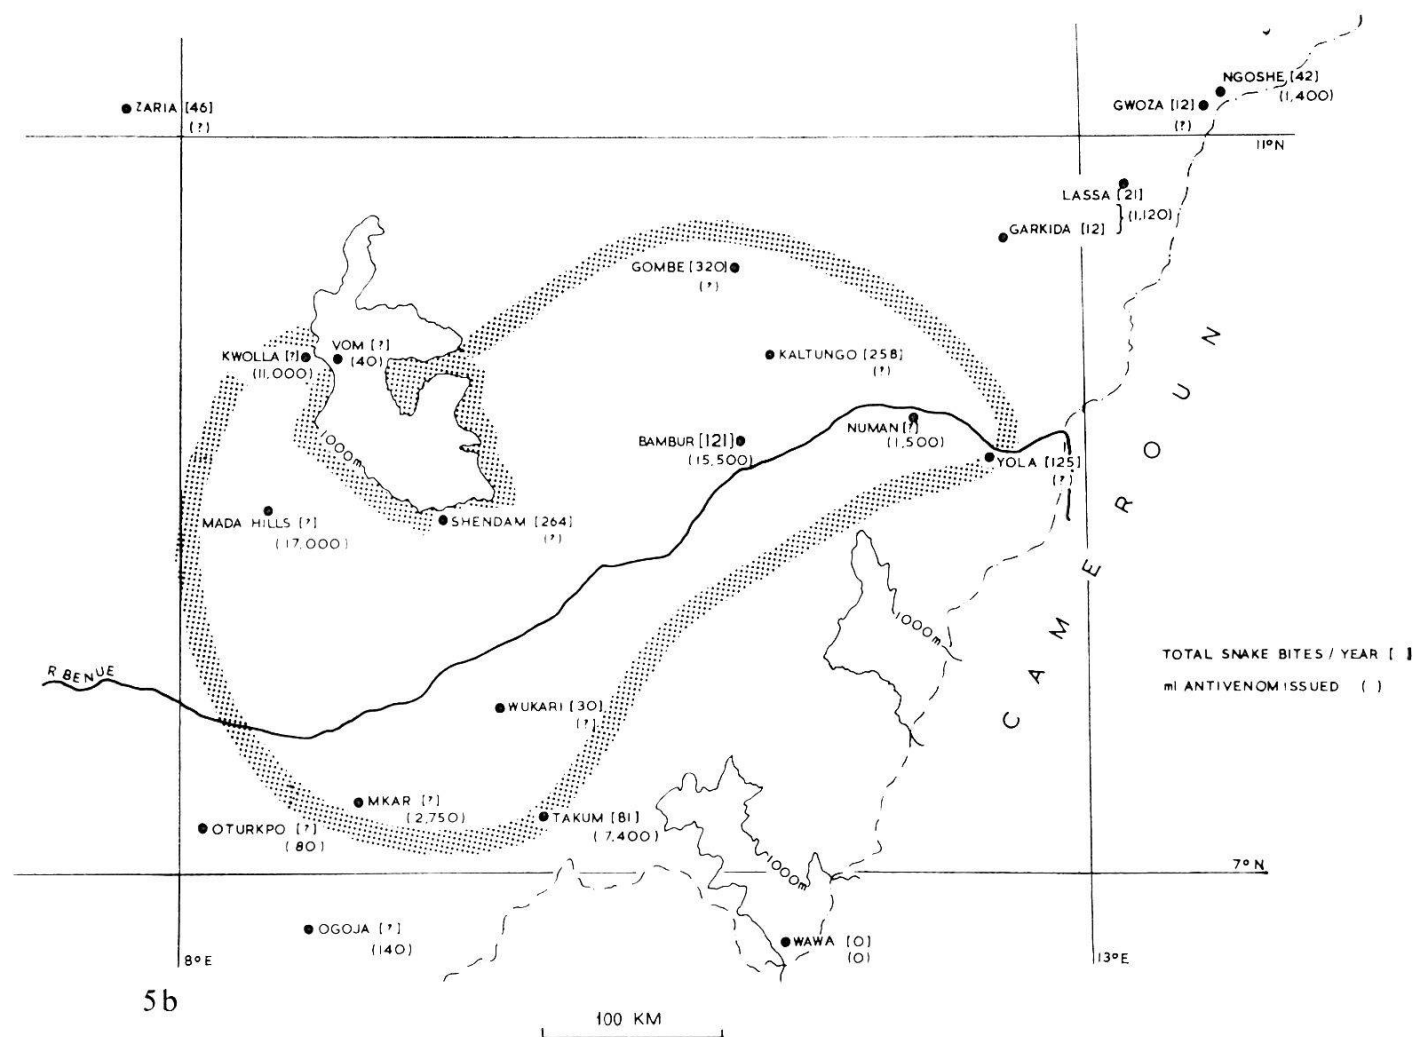 NGOSHE [42]
(1,400)
ZARIA [46]
(?)
GWOZA [12]
(?)
11°N
LASSA [21]
GARKIDA [12] } (1,120)
GOMBE [320]
(?)
KWOLLA [?]
(11,000)
VOM [?]
(40)
KALTUNGO [258]
(?)
NUMAN [?]
(1,500)
BAMBUR [121]
(15,500)
1000m
YOLA [125]
(?)
MADA HILLS [?]
(17,000)
SHENDAM [264]
(?)
CAMEROUN
1000m
R BENUE
TOTAL SNAKE BITES / YEAR [ ]
ml ANTIVENOM ISSUED ( )
WUKARI [30]
(?)
MKAR [?]
(2,750)
TAKUM [81]
(7,400)
OTURKPO [?]
(80)
1000m
7°N
OGOJA [?]
(140)
WAWA [0]
(0)
8°E
13°E
5b
100 KM